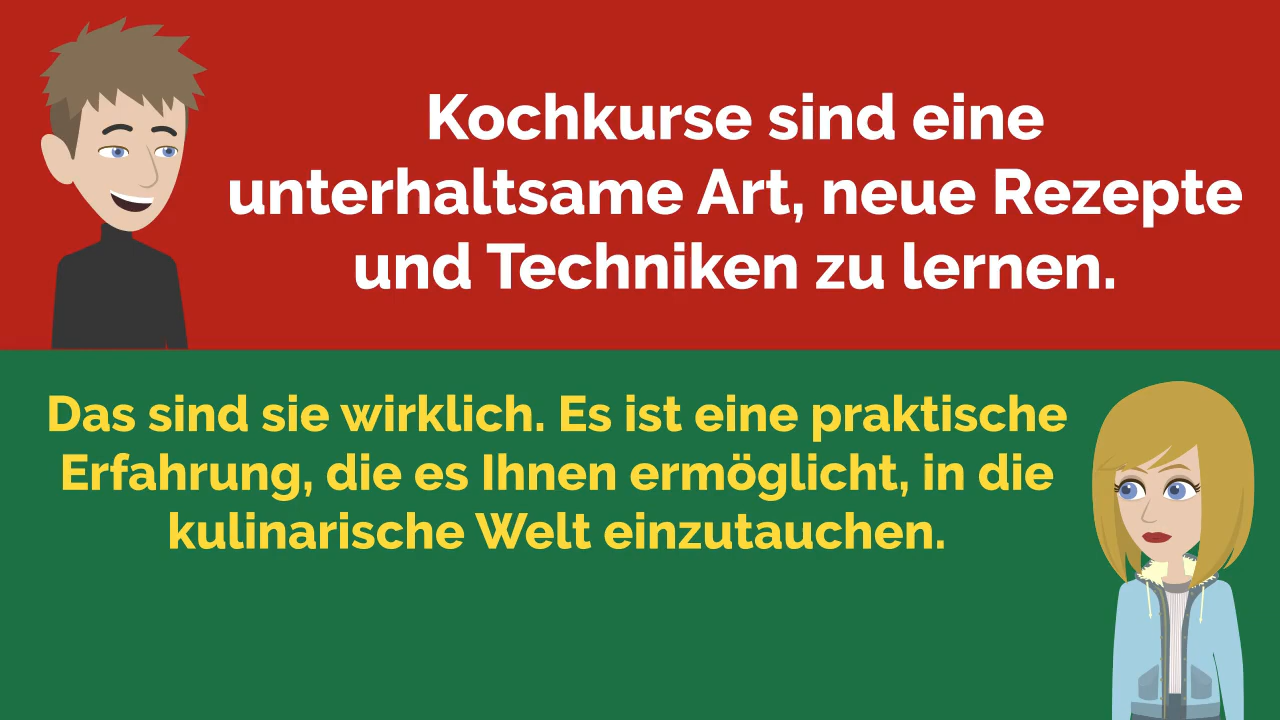 Kochkurse sind eine
unterhaltsame Art, neue Rezepte
und Techniken zu lernen.
Das sind sie wirklich. Es ist eine praktische
Erfahrung, die es Ihnen ermöglicht, in die
kulinarische Welt einzutauchen.